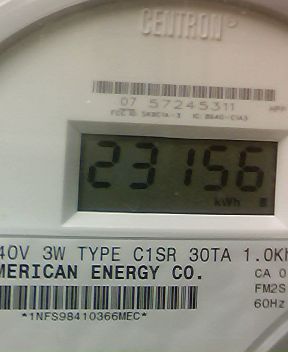 CENTRON®
07 57245311
23156
kWh
40V 3W TYPE C1SR 30TA 1.0Kh
MERICAN ENERGY CO.
CA 0
FM2S
60Hz
*1NFS98410366MEC*